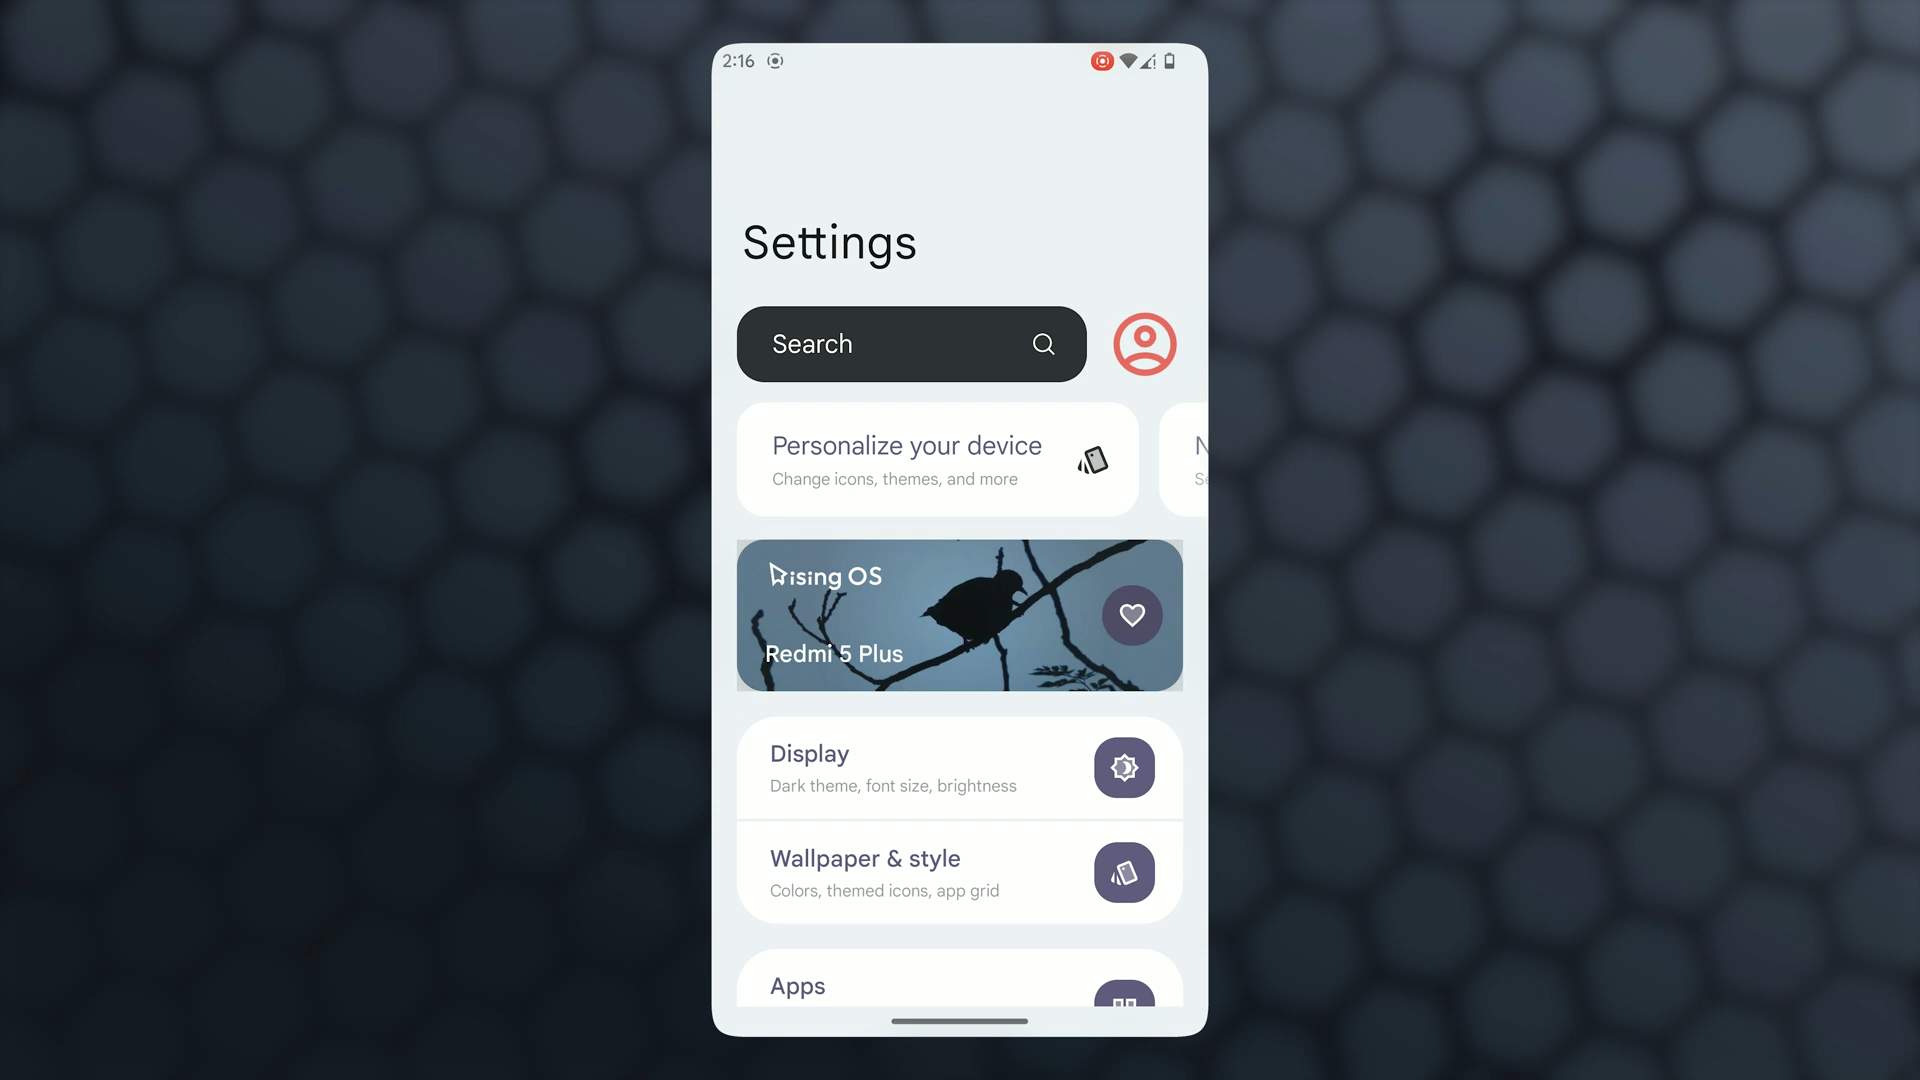 2:16
Settings
Search
Personalize your device
Change icons, themes, and more
N
Se
Rising OS
Redmi 5 Plus
Display
Dark theme, font size, brightness
Wallpaper & style
Colors, themed icons, app grid
Apps